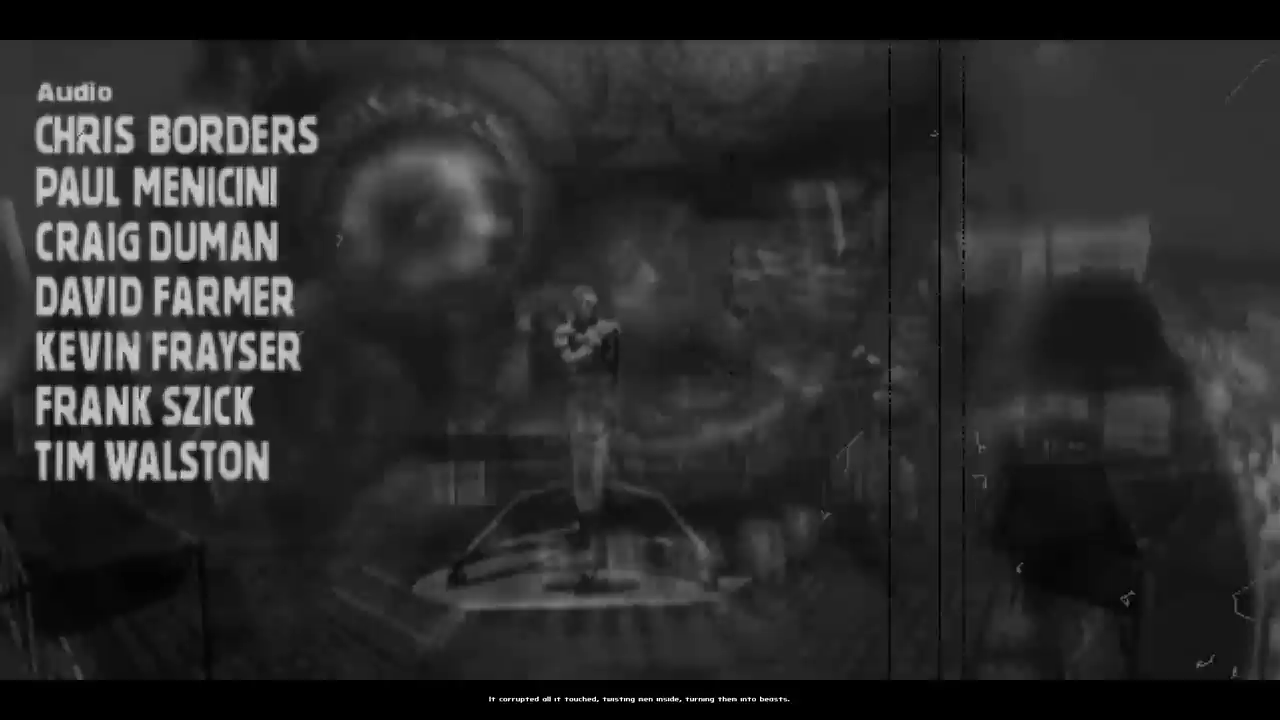 Audio
CHRIS BORDERS
PAUL MENICINI
CRAIG DUMAN
DAVID FARMER
KEVIN FRAYSER
FRANK SZICK
TIM WALSTON
It corrupted all it touched, twisting men inside, turning them into beasts.